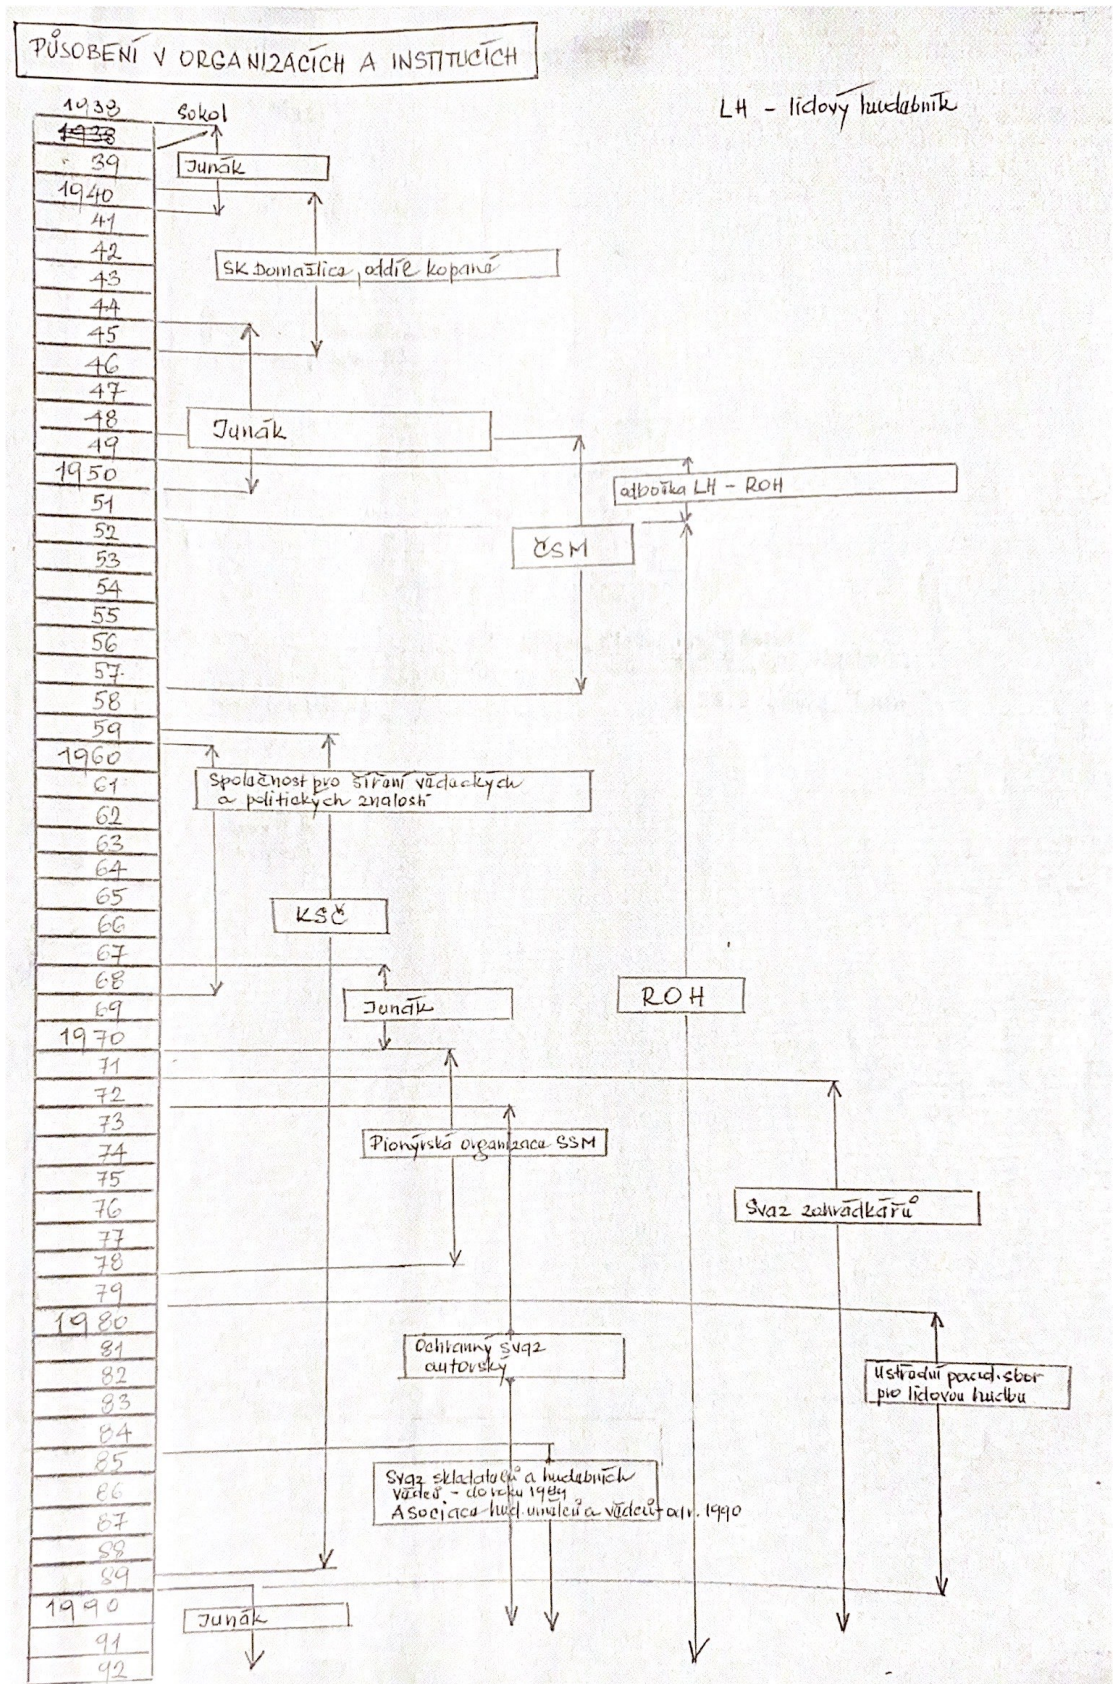 PŮSOBENÍ V ORGANIZACÍCH A INSTITUCÍCH
LH - lidový hudebník
1938
Sokol
1938
39
Junák
1940
41
42
SK Domažlice, oddíl kopané
43
44
45
46
47
48
Junák
49
1950
odbočka LH - ROH
51
52
ČSM
53
54
55
56
57
58
59
1960
61
Společnost pro šíření vědeckých
a politických znalostí
62
63
64
65
KSČ
66
67
68
ROH
69
Junák
1970
71
72
73
Pionýrská organizace SSM
74
75
76
Svaz zahrádkářů
77
78
79
1980
81
Ochranný svaz
autorský
82
Ústřední porad. sbor
pro lidovou hudbu
83
84
85
Svaz skladatelů a hudebních
vědců - do roku 1989
86
Asociace hud. umělců a vědců - od r. 1990
87
88
89
1990
Junák
91
92